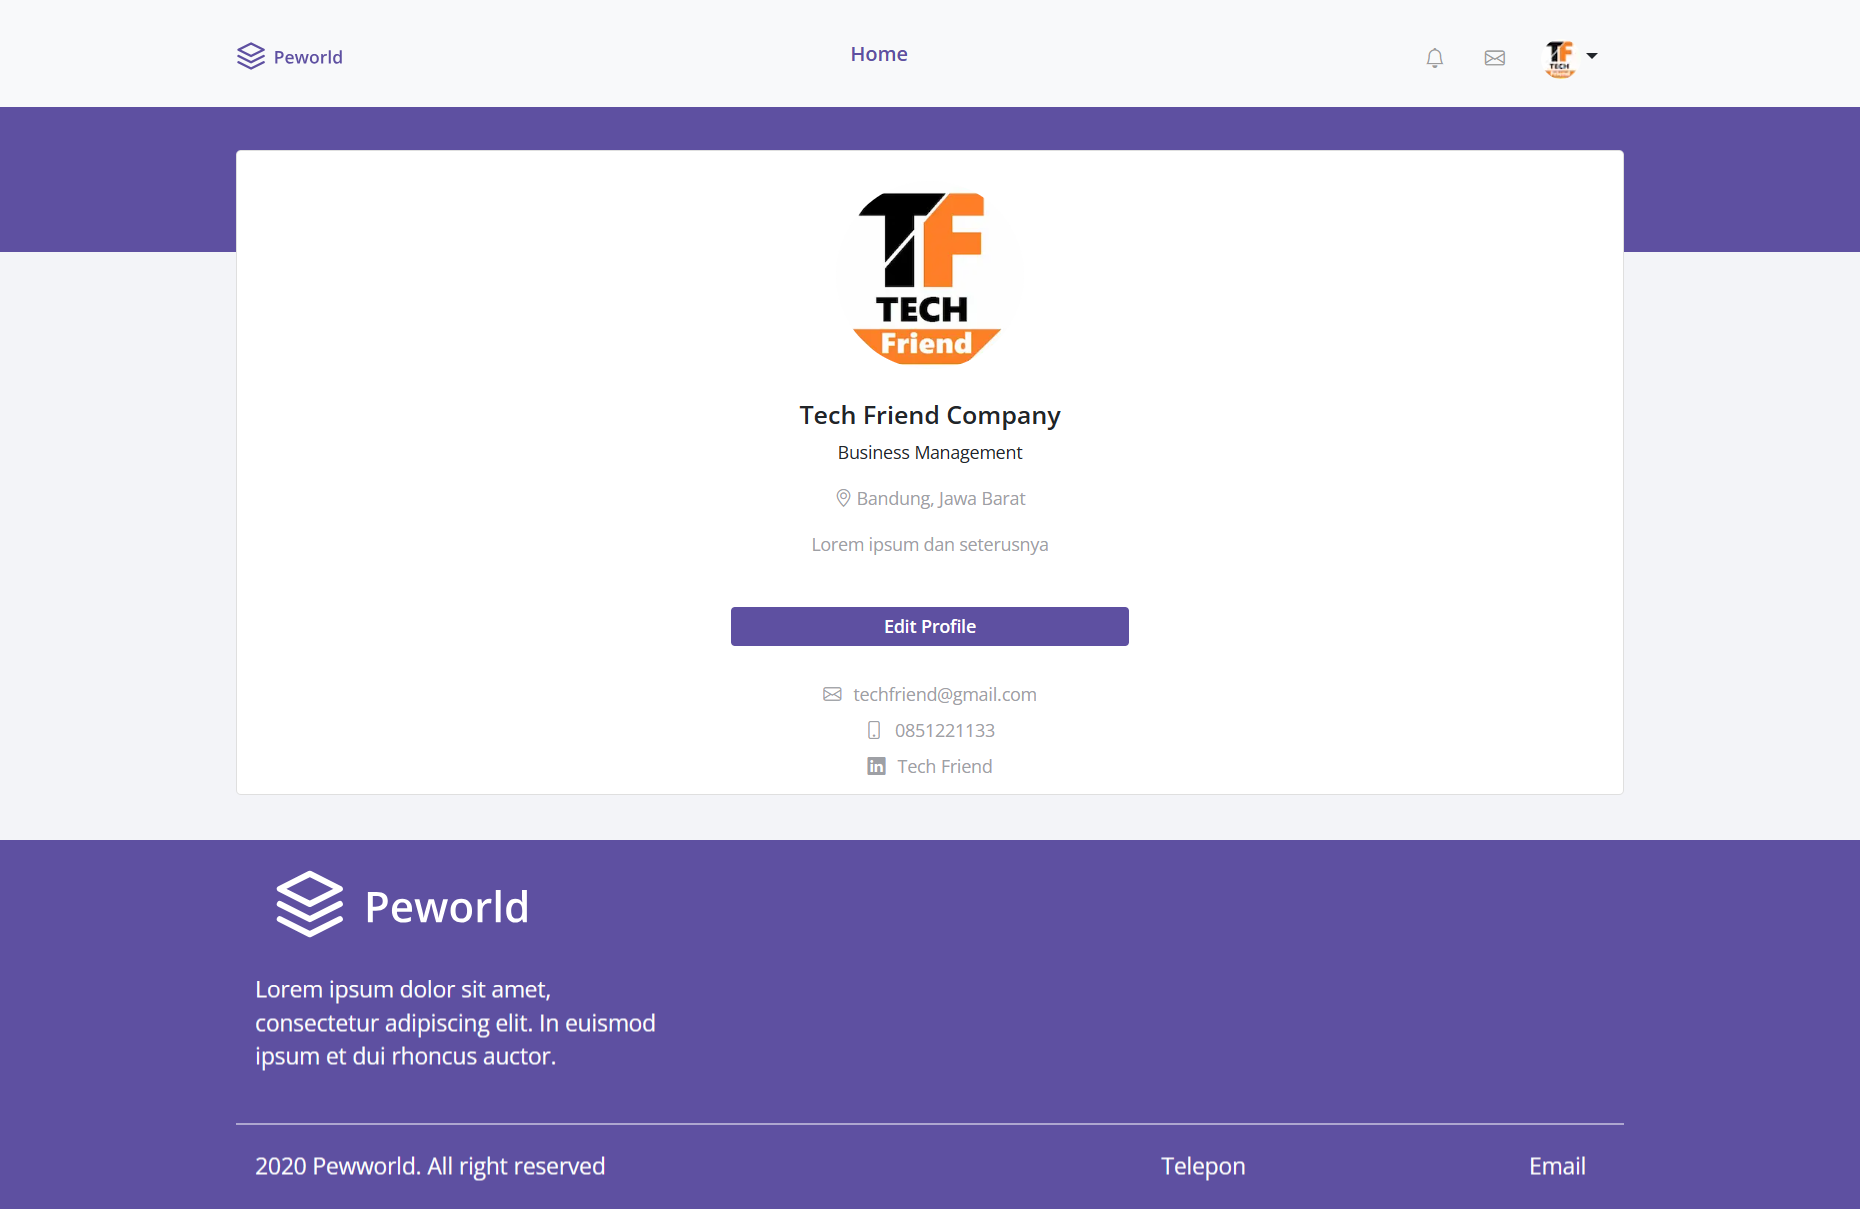 Peworld
Home
TF
TECH
TF
TECH
Friend
Tech Friend Company
Business Management
Bandung, Jawa Barat
Lorem ipsum dan seterusnya
Edit Profile
techfriend@gmail.com
0851221133
in Tech Friend
Peworld
Lorem ipsum dolor sit amet,
consectetur adipiscing elit. In euismod
ipsum et dui rhoncus auctor.
2020 Pewworld. All right reserved
Telepon
Email